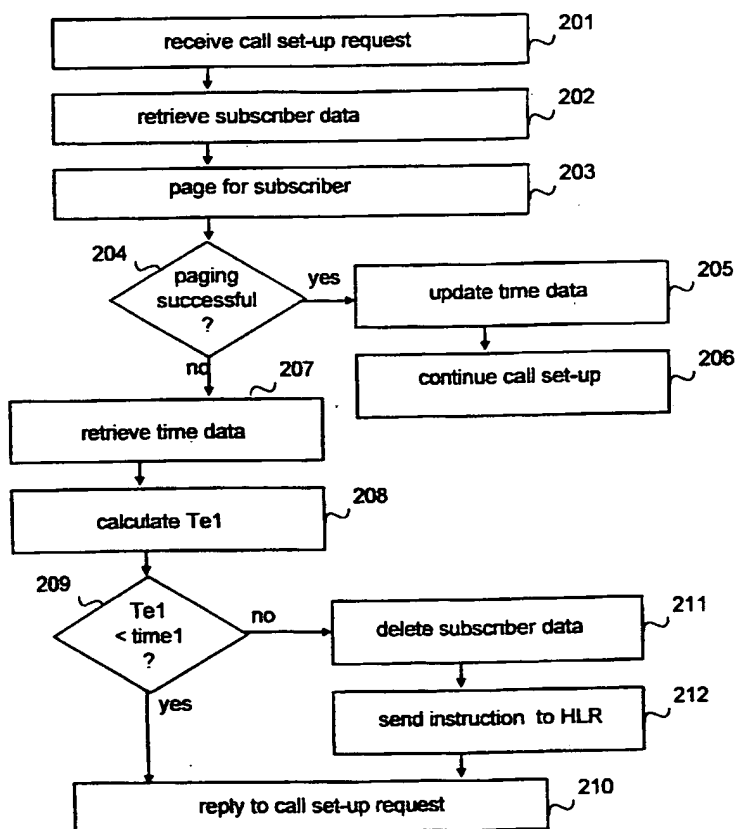 receive call set-up request
201
retrieve subscriber data
202
page for subscriber
203
204
paging
successful
?
yes
update time data
205
no
continue call set-up
206
207
retrieve time data
calculate Te1
208
209
Te1
< time1
?
no
delete subscriber data
211
yes
send instruction to HLR
212
reply to call set-up request
210